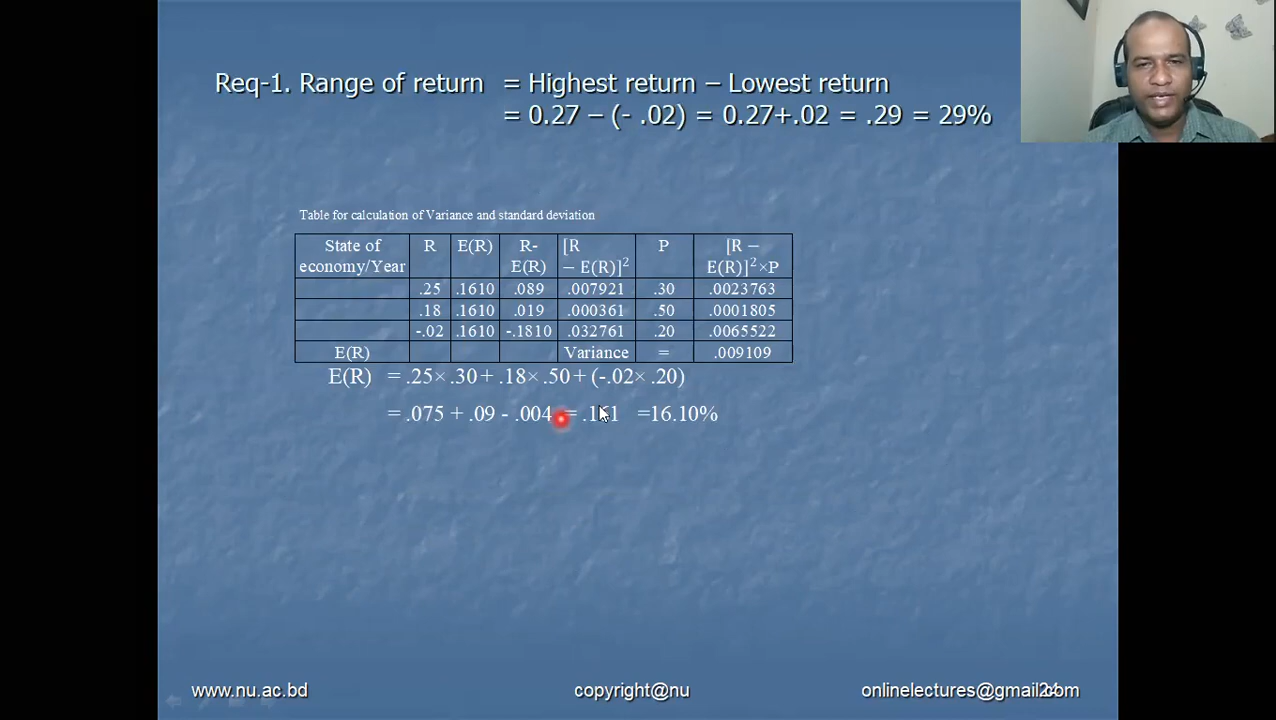 Req-1. Range of return = Highest return – Lowest return
= 0.27 – (- .02) = 0.27+.02 = .29 = 29%
Table for calculation of Variance and standard deviation
State of economy/Year R E(R) R-E(R) [R − E(R)]² P [R − E(R)]²×P
.25 .1610 .089 .007921 .30 .0023763
.18 .1610 .019 .000361 .50 .0001805
-.02 .1610 -.1810 .032761 .20 .0065522
E(R) Variance = .009109
E(R) = .25× .30 + .18× .50 + (-.02× .20)
= .075 + .09 - .004 = .161 =16.10%
www.nu.ac.bd copyright@nu onlinelectures@gmail.com
24